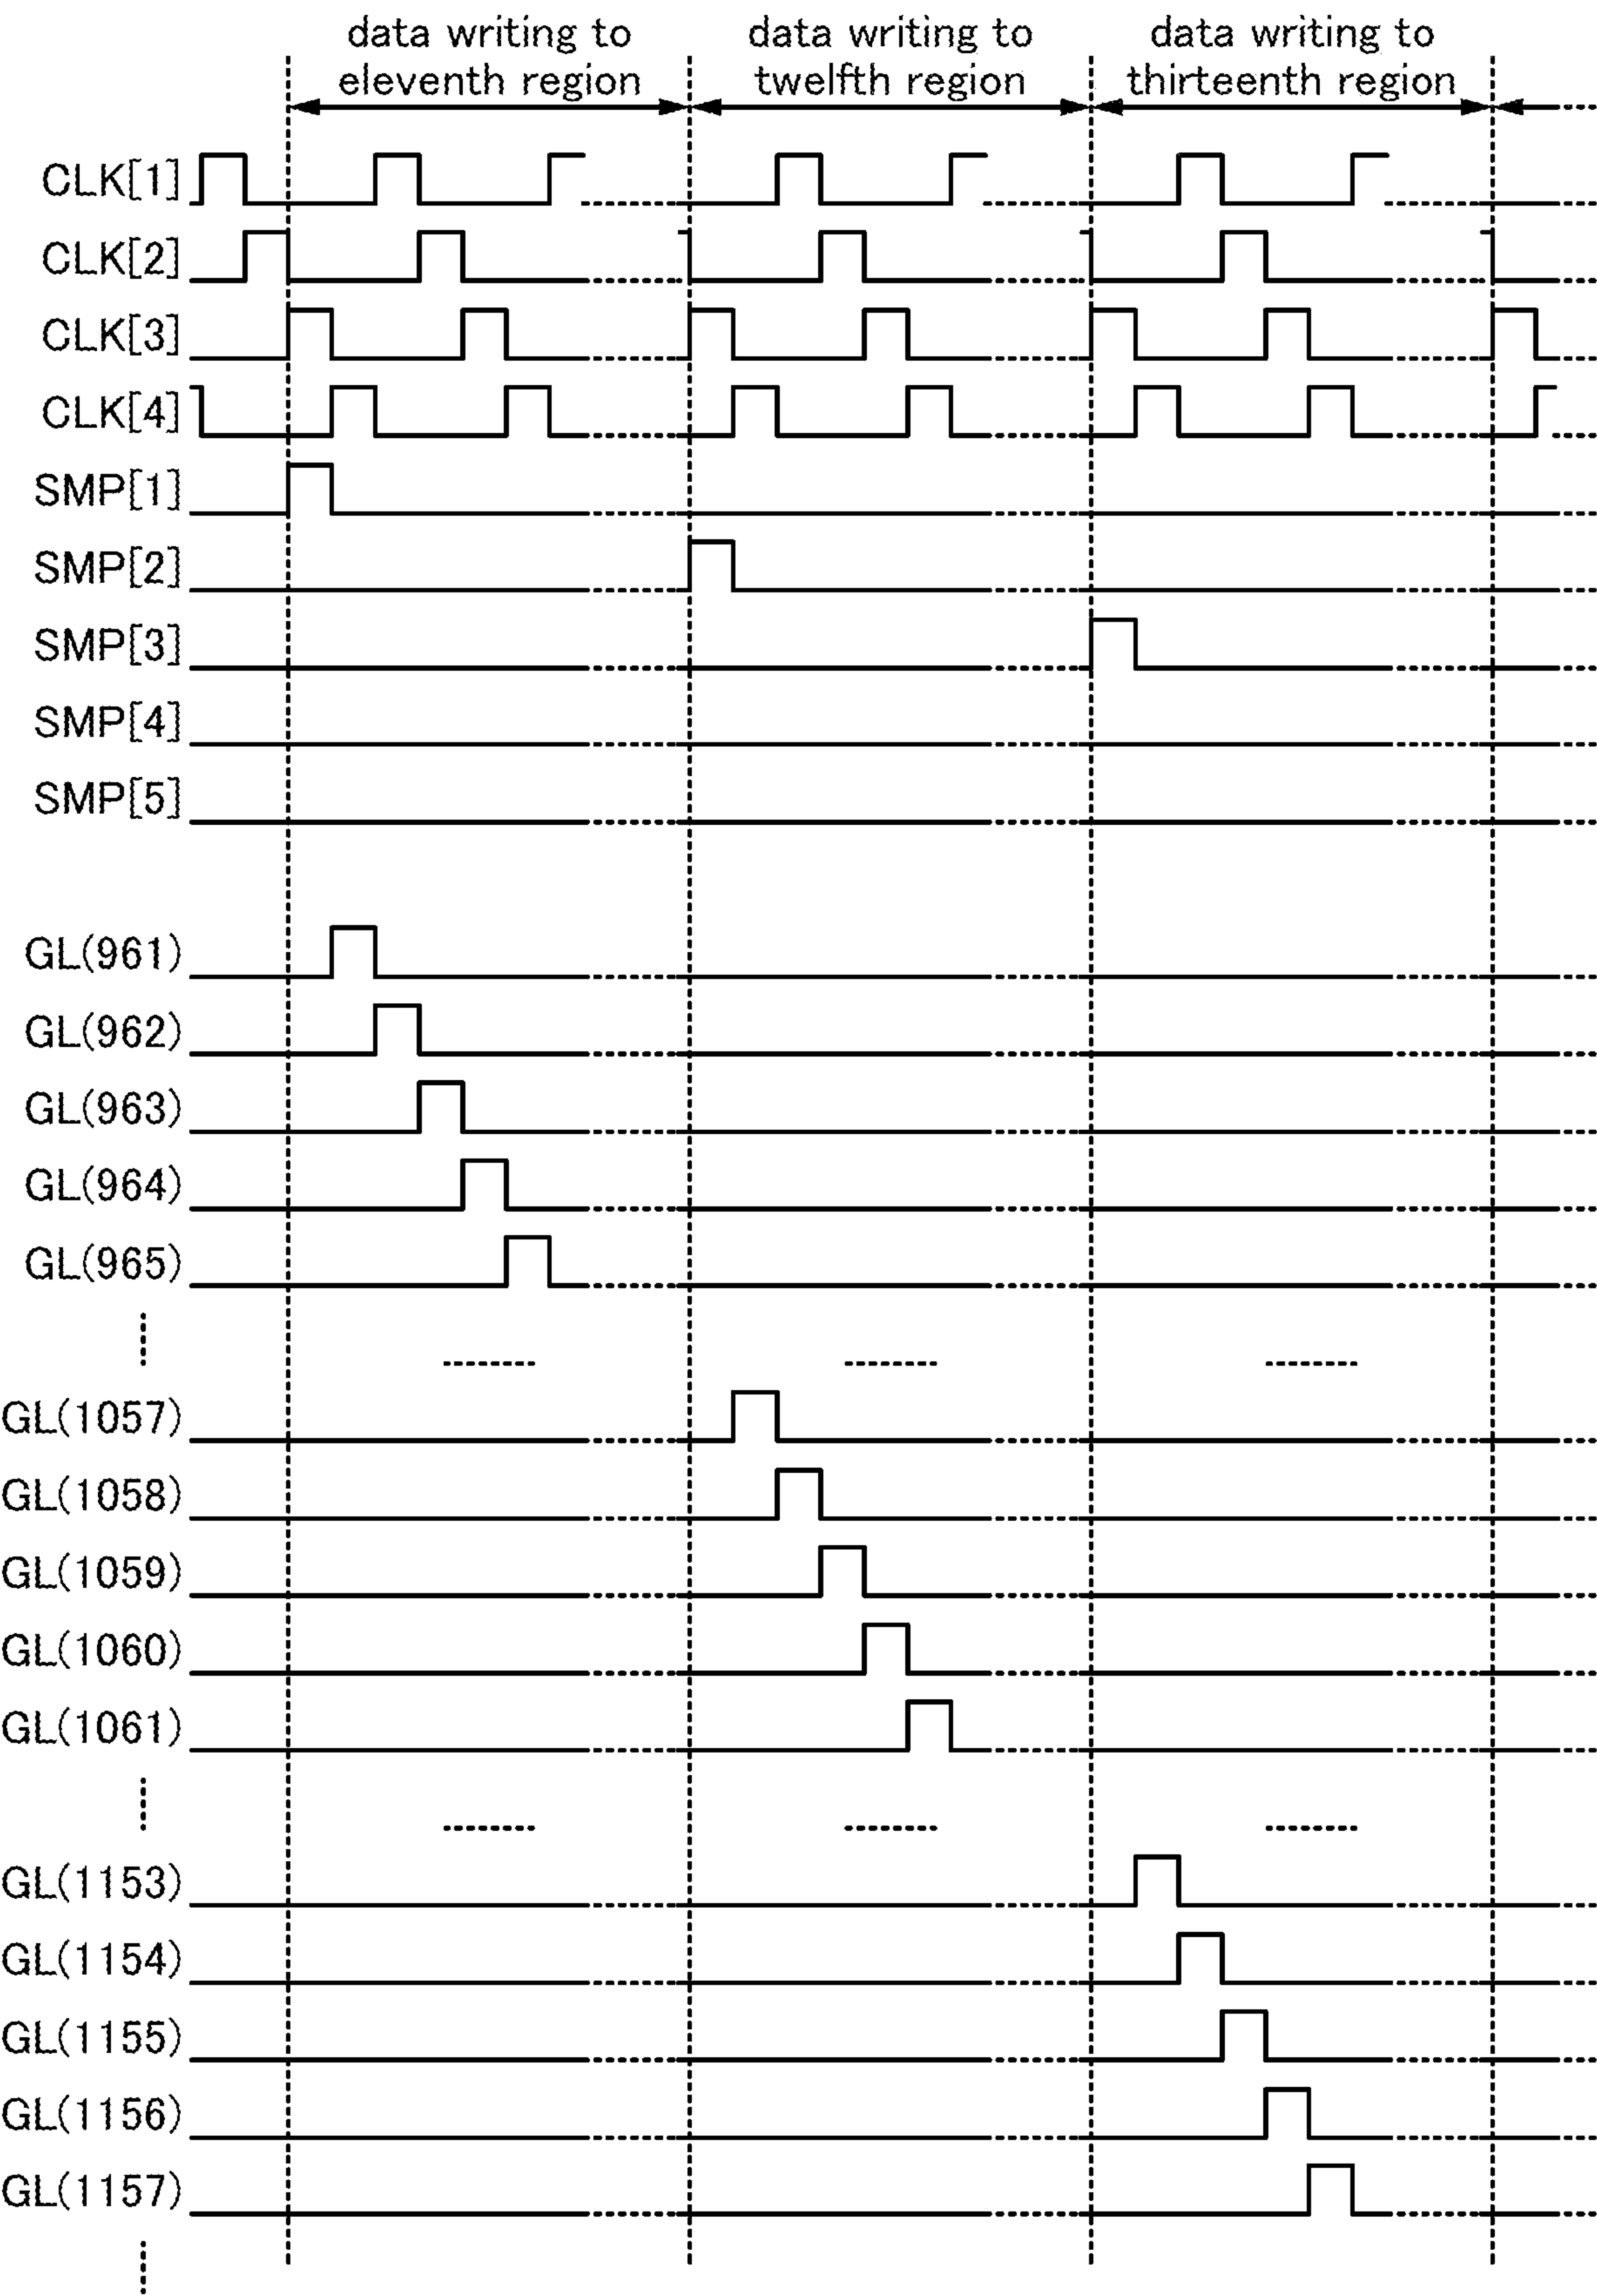 data writing to eleventh region
data writing to twelfth region
data writing to thirteenth region
CLK[1]
CLK[2]
CLK[3]
CLK[4]
SMP[1]
SMP[2]
SMP[3]
SMP[4]
SMP[5]
GL(961)
GL(962)
GL(963)
GL(964)
GL(965)
GL(1057)
GL(1058)
GL(1059)
GL(1060)
GL(1061)
GL(1153)
GL(1154)
GL(1155)
GL(1156)
GL(1157)